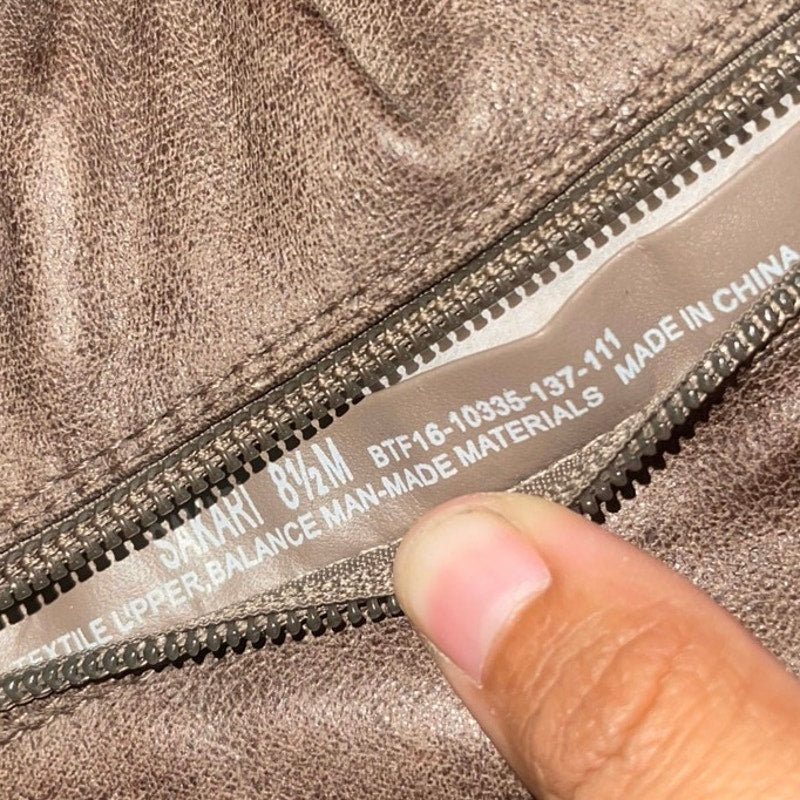 SAKARI 8½M BTF16-10335-137-111
TEXTILE UPPER,BALANCE MAN-MADE MATERIALS MADE IN CHINA